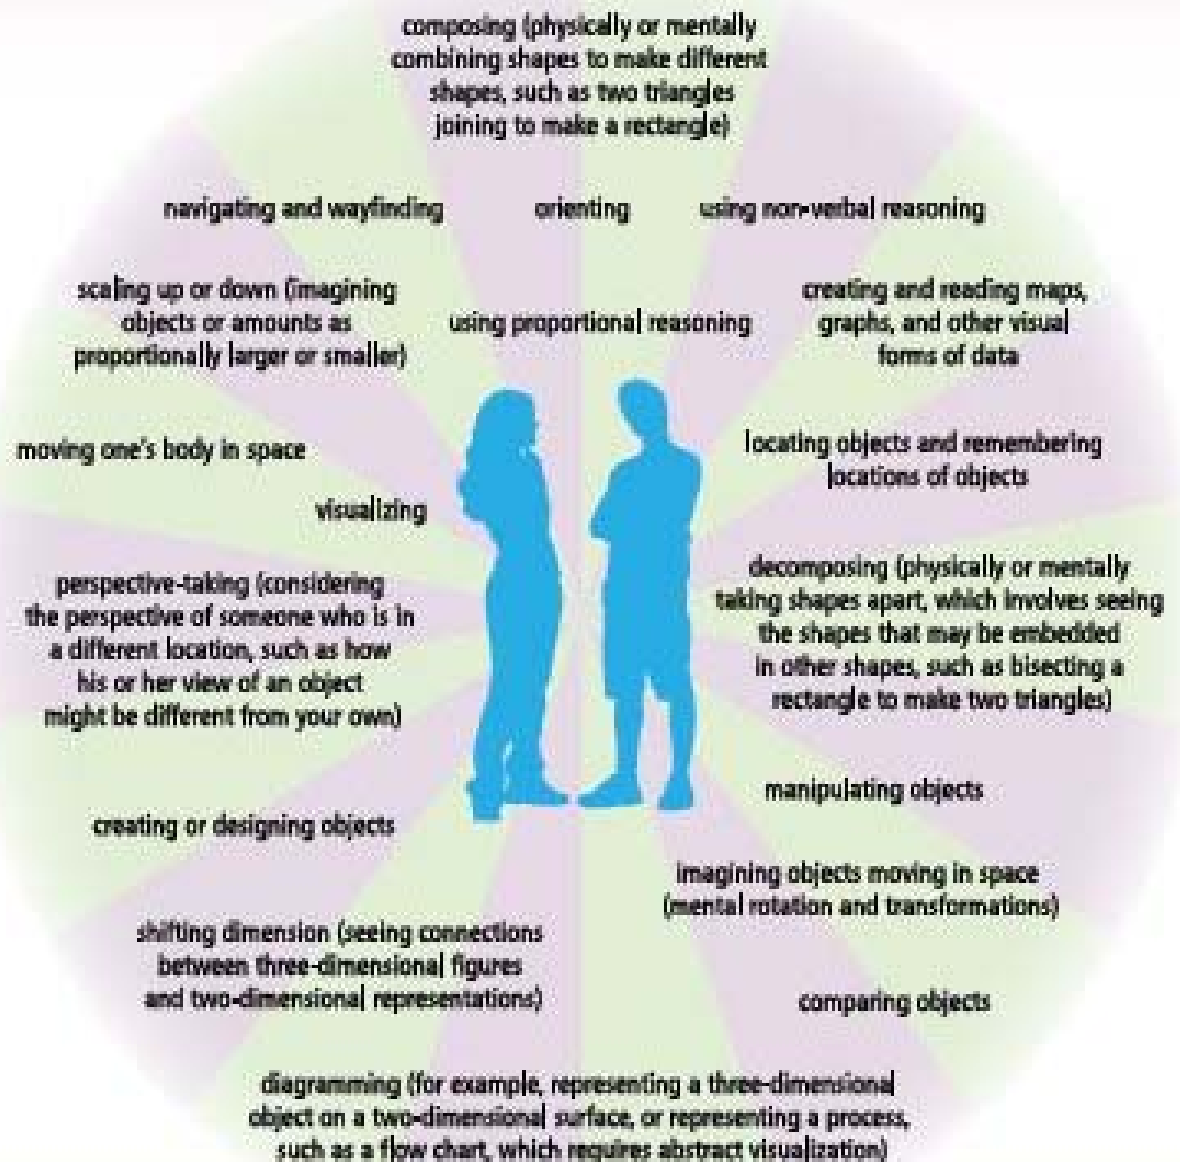 composing (physically or mentally
combining shapes to make different
shapes, such as two triangles
joining to make a rectangle)
navigating and wayfinding
orienting
using non-verbal reasoning
scaling up or down (imagining
objects or amounts as
proportionally larger or smaller)
using proportional reasoning
creating and reading maps,
graphs, and other visual
forms of data
moving one's body in space
locating objects and remembering
locations of objects
visualizing
perspective-taking (considering
the perspective of someone who is in
a different location, such as how
his or her view of an object
might be different from your own)
decomposing (physically or mentally
taking shapes apart, which involves seeing
the shapes that may be embedded
in other shapes, such as bisecting a
rectangle to make two triangles)
manipulating objects
creating or designing objects
imagining objects moving in space
(mental rotation and transformations)
shifting dimension (seeing connections
between three-dimensional figures
and two-dimensional representations)
comparing objects
diagramming (for example, representing a three-dimensional
object on a two-dimensional surface, or representing a process,
such as a flow chart, which requires abstract visualization)